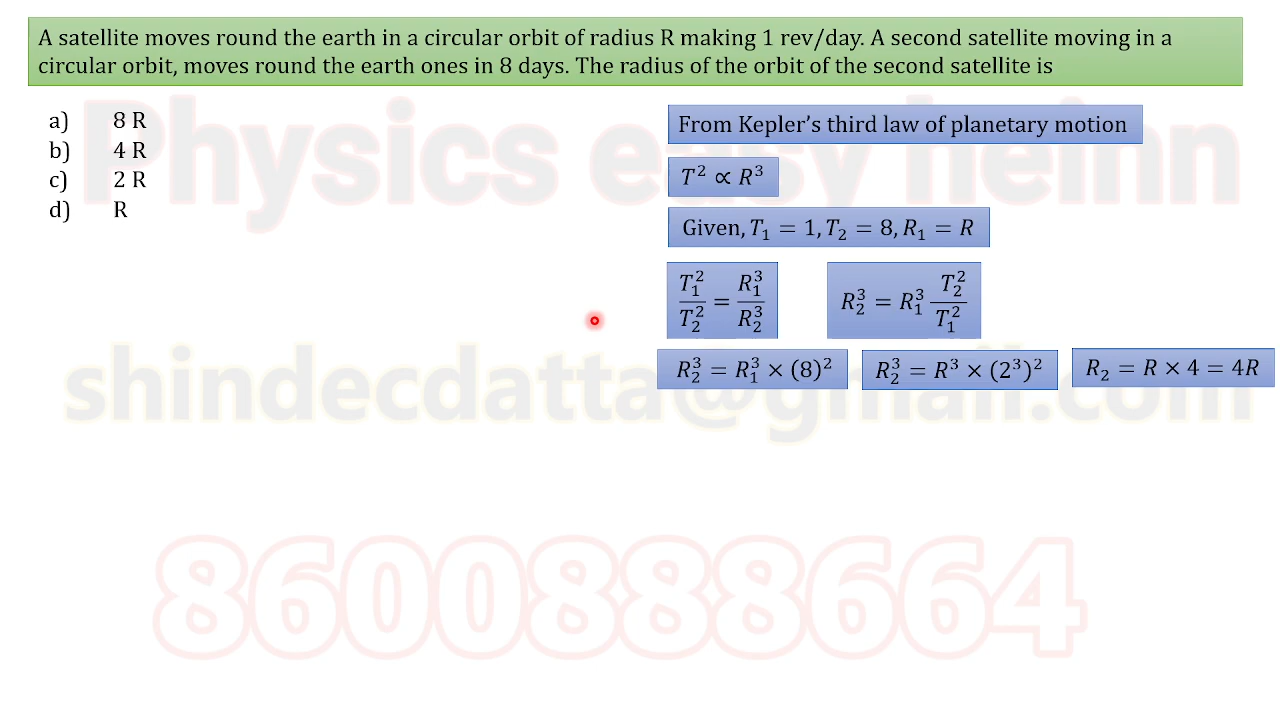 A satellite moves round the earth in a circular orbit of radius R making 1 rev/day. A second satellite moving in a
circular orbit, moves round the earth ones in 8 days. The radius of the orbit of the second satellite is
a) 8 R
b) 4 R
c) 2 R
d) R
From Kepler's third law of planetary motion
T² ∝ R³
Given, T₁ = 1, T₂ = 8, R₁ = R
T₁²/T₂² = R₁³/R₂³
R₂³ = R₁³ T₂²/T₁²
R₂³ = R₁³ × (8)²
R₂³ = R³ × (2³)²
R₂ = R × 4 = 4R
Physics easy heinn
shindecdatta@gmail.com
8600888664